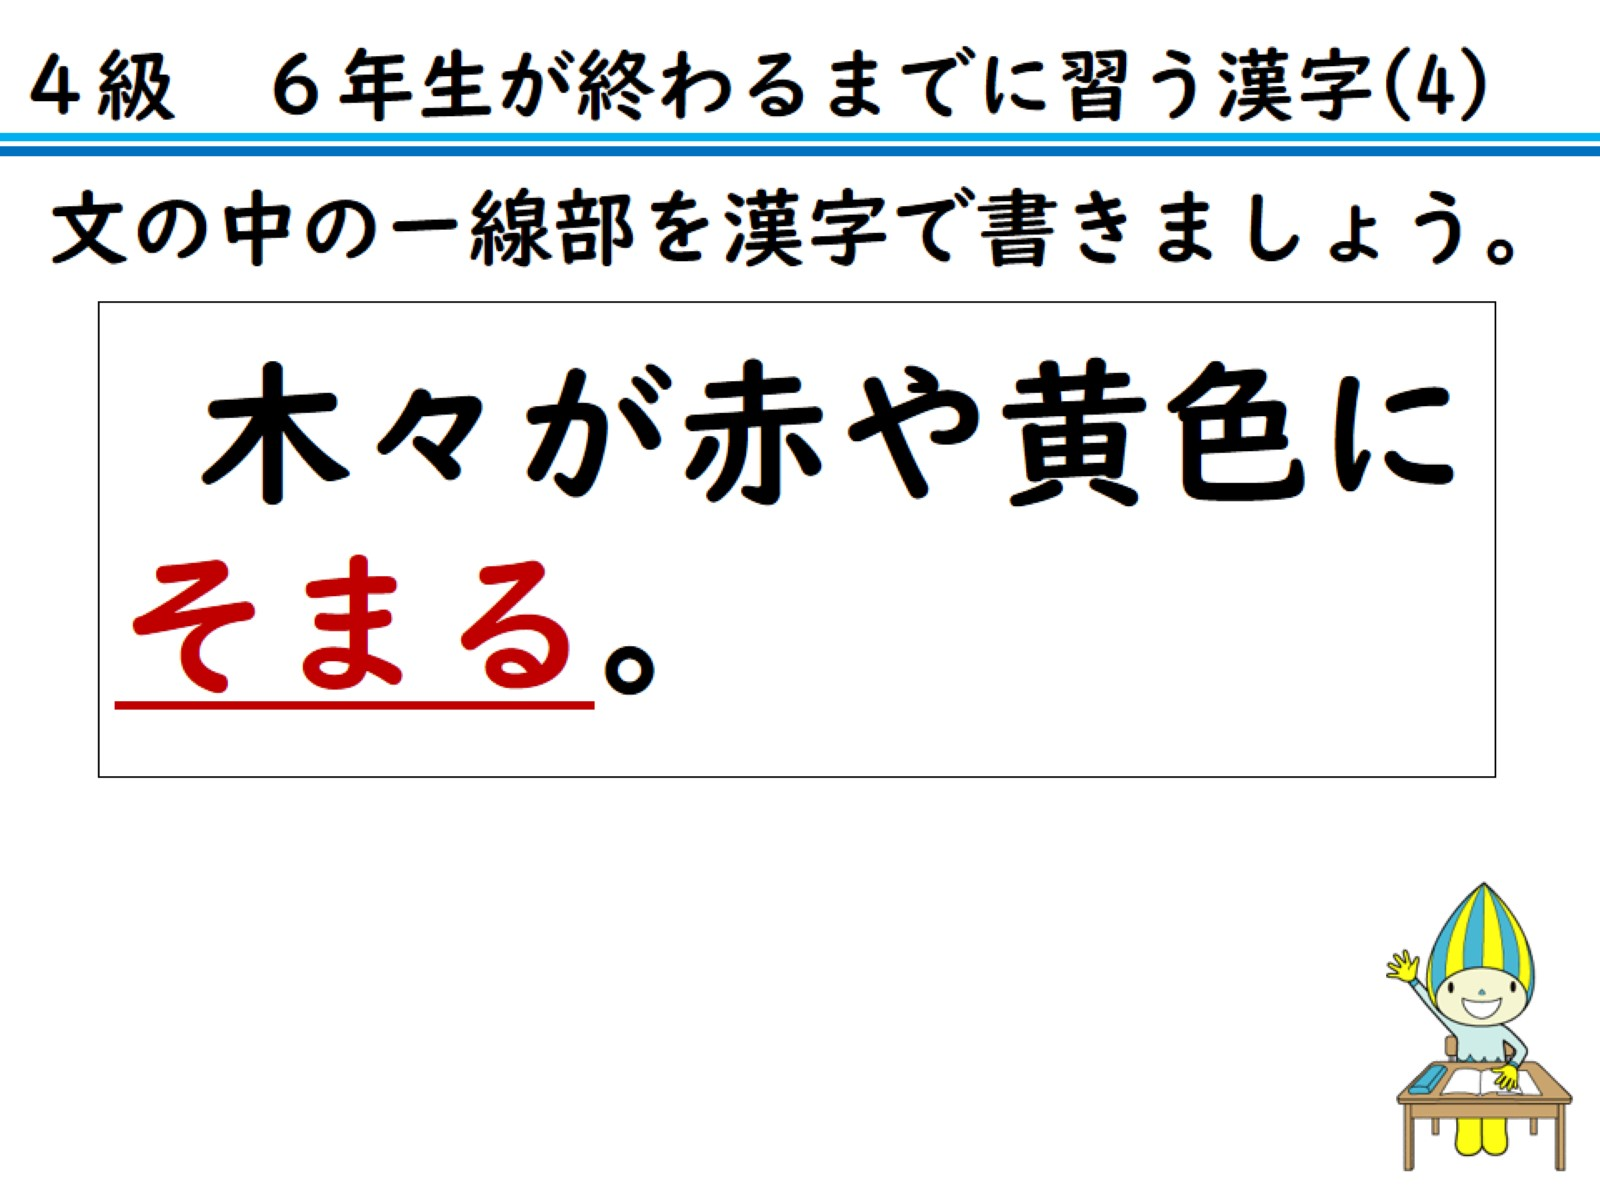 ４級　６年生が終わるまでに習う漢字(4)
文の中の一線部を漢字で書きましょう。
木々が赤や黄色に
そまる。